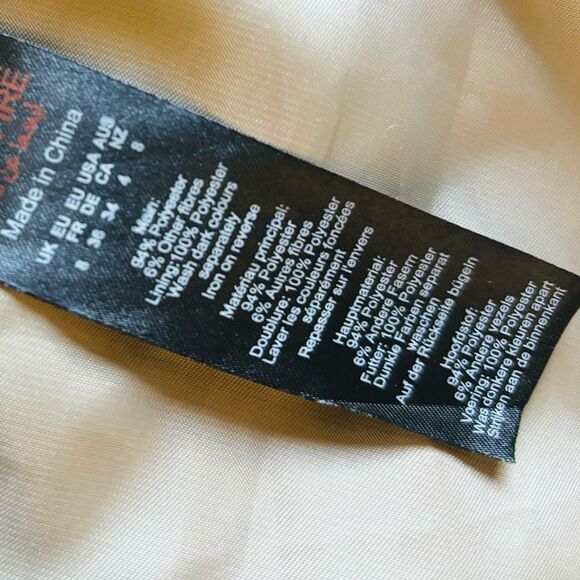 IRE
Made in China
UK EU EU USA AUS
FR DE CA NZ
8 36 34 4 8
Main:
94% Polyester
6% Other fibres
Lining: 100% Polyester
Wash dark colours
separately
Iron on reverse
Matériau principal:
94% Polyester
6% Autres fibres
Doublure: 100% Polyester
Laver les couleurs foncées
séparément
Repasser sur l'envers
Hauptmaterial:
94% Polyester
6% Andere Fasern
Futter: 100% Polyester
Dunkle Farben separat
waschen
Auf der Rückseite bügeln
Hoofdstof:
94% Polyester
6% Andere vezels
Voering: 100% Polyester
Was donkere kleuren apart
Striken aan de binnenkant